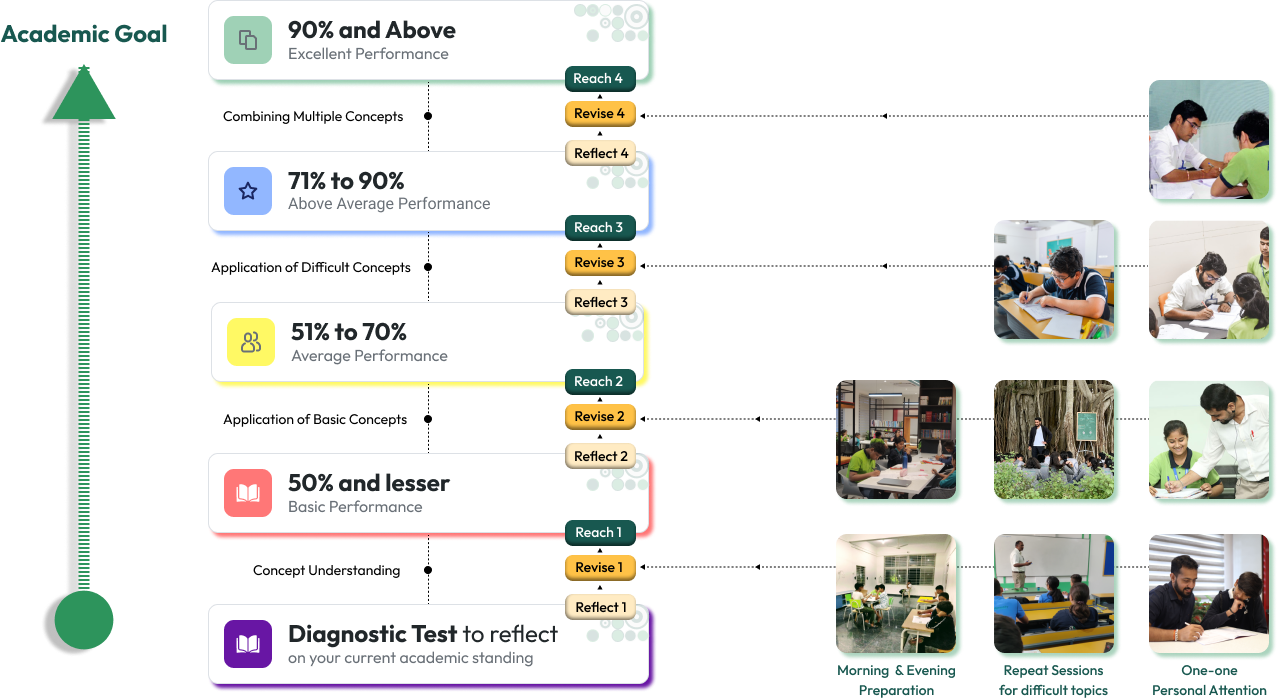 Academic Goal
90% and Above
Excellent Performance
Reach 4
Combining Multiple Concepts
Revise 4
Reflect 4
71% to 90%
Above Average Performance
Reach 3
Application of Difficult Concepts
Revise 3
Reflect 3
51% to 70%
Average Performance
Reach 2
Application of Basic Concepts
Revise 2
Reflect 2
50% and lesser
Basic Performance
Reach 1
Concept Understanding
Revise 1
Reflect 1
Diagnostic Test to reflect
on your current academic standing
Morning & Evening
Preparation
Repeat Sessions
for difficult topics
One-one
Personal Attention